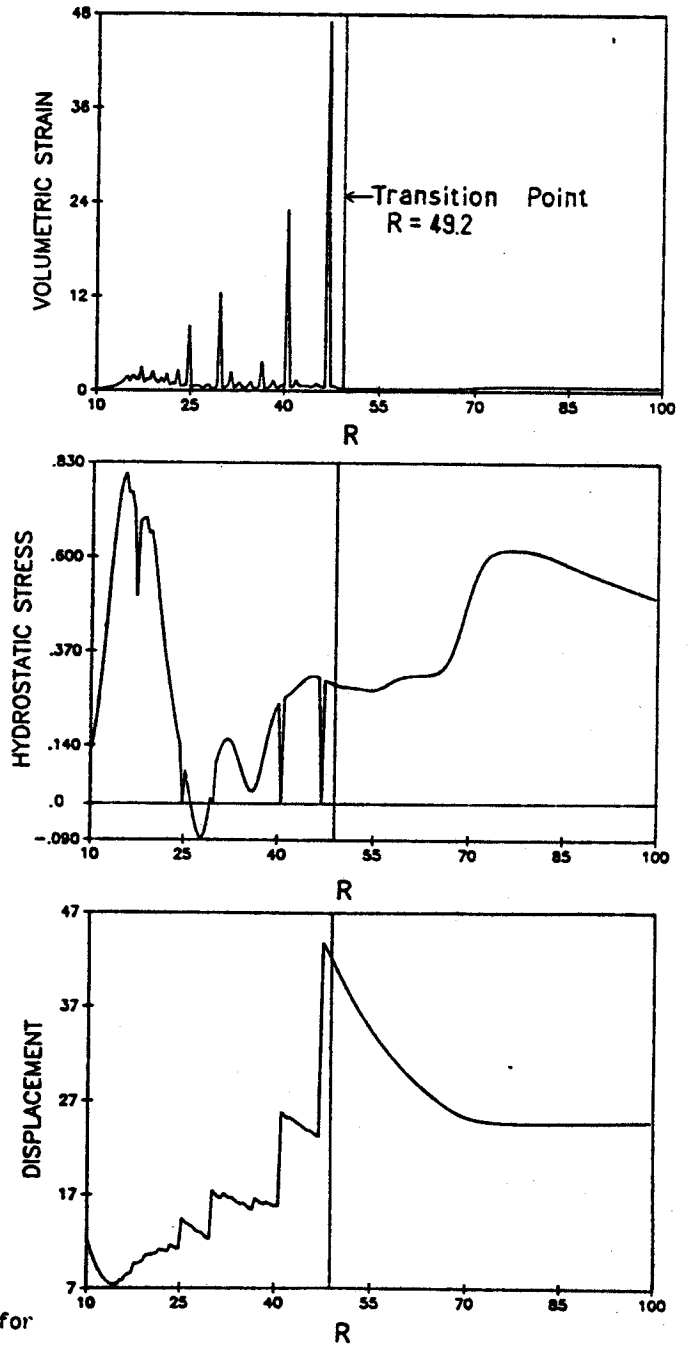 48
36
24
12
0
VOLUMETRIC STRAIN
←Transition Point
R = 49.2
10 25 40 55 70 85 100
R
.830
.600
.370
.140
.0
-.090
HYDROSTATIC STRESS
10 25 40 55 70 85 100
R
47
37
27
17
7
DISPLACEMENT
10 25 40 55 70 85 100
for
R